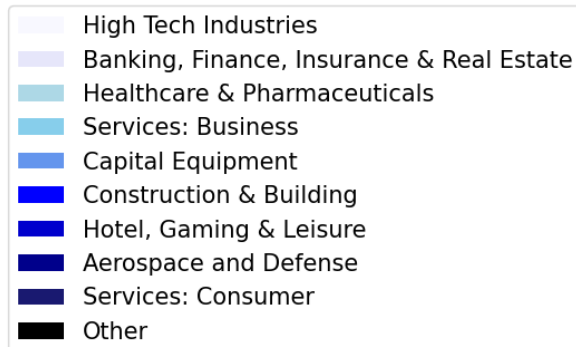 High Tech Industries
Banking, Finance, Insurance & Real Estate
Healthcare & Pharmaceuticals
Services: Business
Capital Equipment
Construction & Building
Hotel, Gaming & Leisure
Aerospace and Defense
Services: Consumer
Other